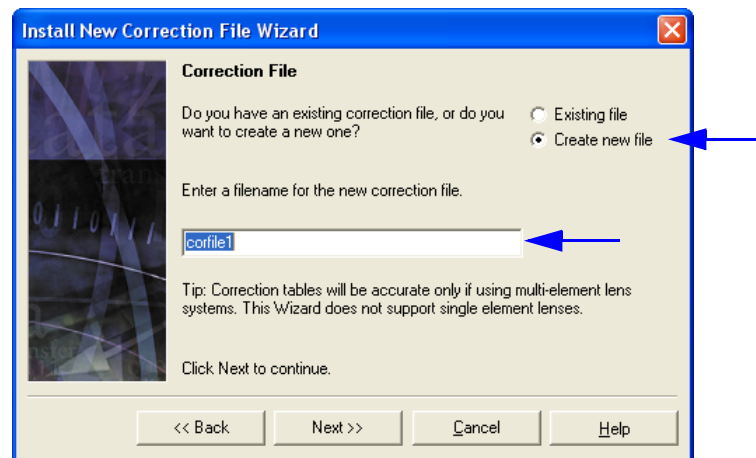 Install New Correction File Wizard
Correction File
Do you have an existing correction file, or do you
want to create a new one?
Existing file
Create new file
Enter a filename for the new correction file.
corfile1
Tip: Correction tables will be accurate only if using multi-element lens
systems. This Wizard does not support single element lenses.
Click Next to continue.
<< Back
Next >>
Cancel
Help